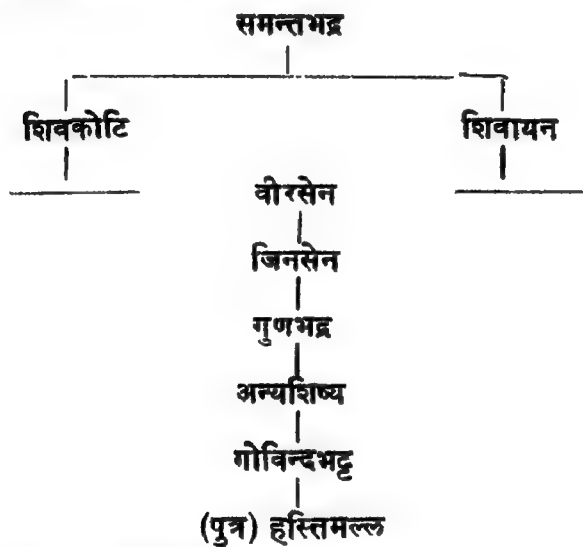 समन्तभद्र
शिवकोटि शिवायन
वीरसेन
जिनसेन
गुणभद्र
अन्यशिष्य
गोविन्दभट्ट
(पुत्र) हस्तिमल्ल